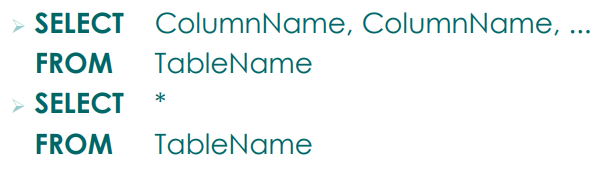 SELECT ColumnName, ColumnName, ...
FROM TableName
SELECT *
FROM TableName